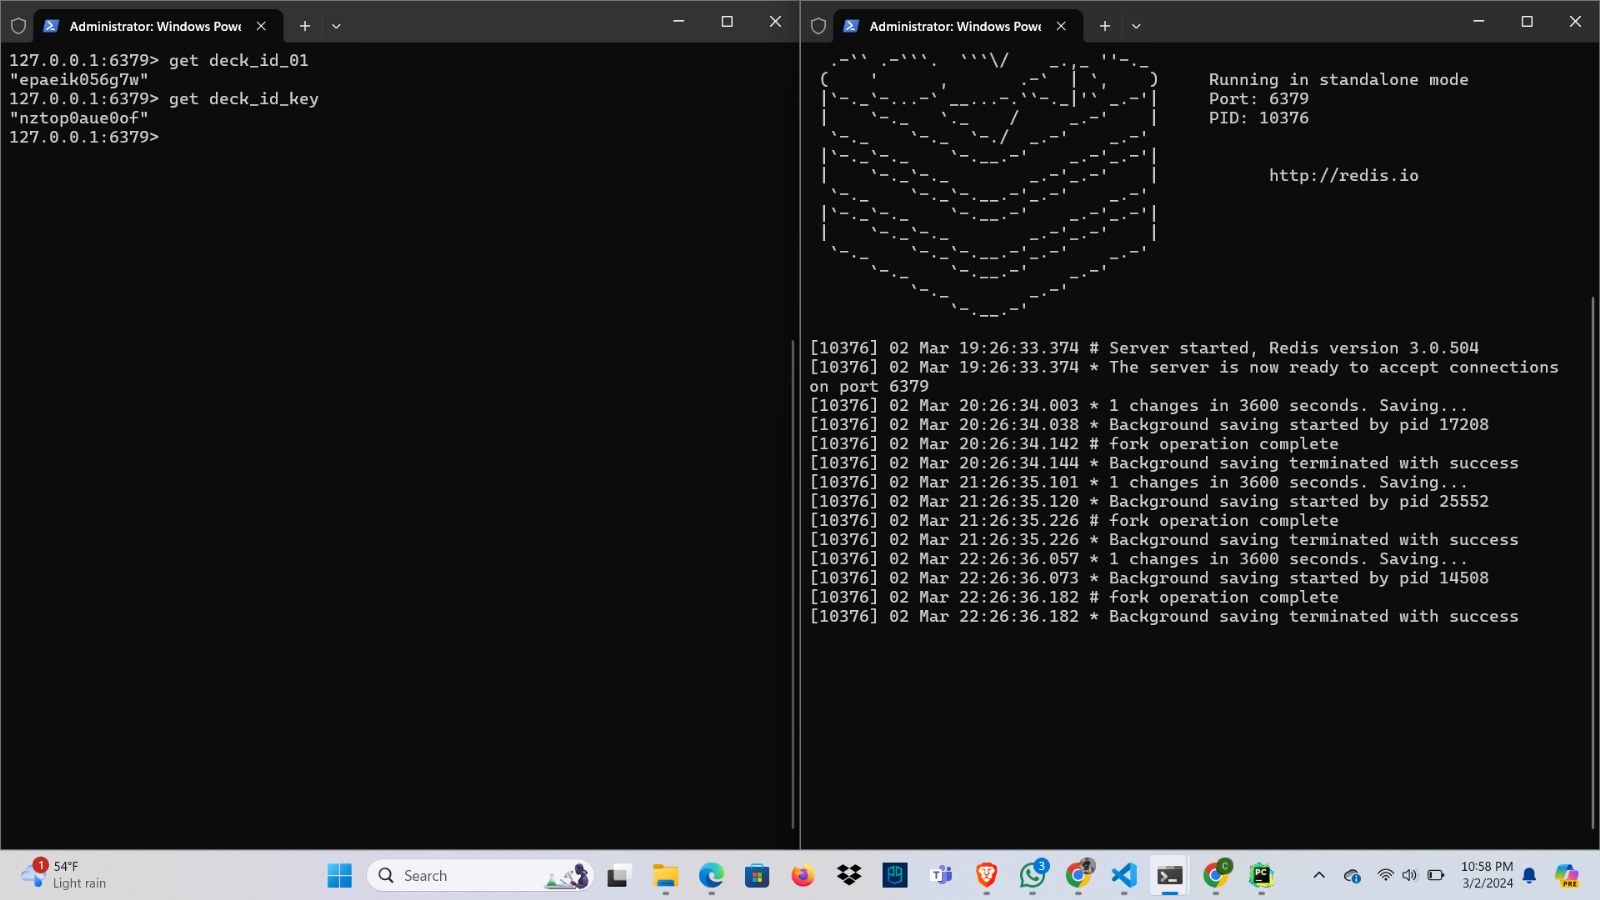 Administrator: Windows Powe
127.0.0.1:6379> get deck_id_01
"epaeik056g7w"
127.0.0.1:6379> get deck_id_key
"nztop0aue0of"
127.0.0.1:6379>
Administrator: Windows Powe
Running in standalone mode
Port: 6379
PID: 10376
http://redis.io
[10376] 02 Mar 19:26:33.374 # Server started, Redis version 3.0.504
[10376] 02 Mar 19:26:33.374 * The server is now ready to accept connections
on port 6379
[10376] 02 Mar 20:26:34.003 * 1 changes in 3600 seconds. Saving...
[10376] 02 Mar 20:26:34.038 * Background saving started by pid 17208
[10376] 02 Mar 20:26:34.142 # fork operation complete
[10376] 02 Mar 20:26:34.144 * Background saving terminated with success
[10376] 02 Mar 21:26:35.101 * 1 changes in 3600 seconds. Saving...
[10376] 02 Mar 21:26:35.120 * Background saving started by pid 25552
[10376] 02 Mar 21:26:35.226 # fork operation complete
[10376] 02 Mar 21:26:35.226 * Background saving terminated with success
[10376] 02 Mar 22:26:36.057 * 1 changes in 3600 seconds. Saving...
[10376] 02 Mar 22:26:36.073 * Background saving started by pid 14508
[10376] 02 Mar 22:26:36.182 # fork operation complete
[10376] 02 Mar 22:26:36.182 * Background saving terminated with success
1
54°F
Light rain
Search
3
C
PC
10:58 PM
3/2/2024
PRE